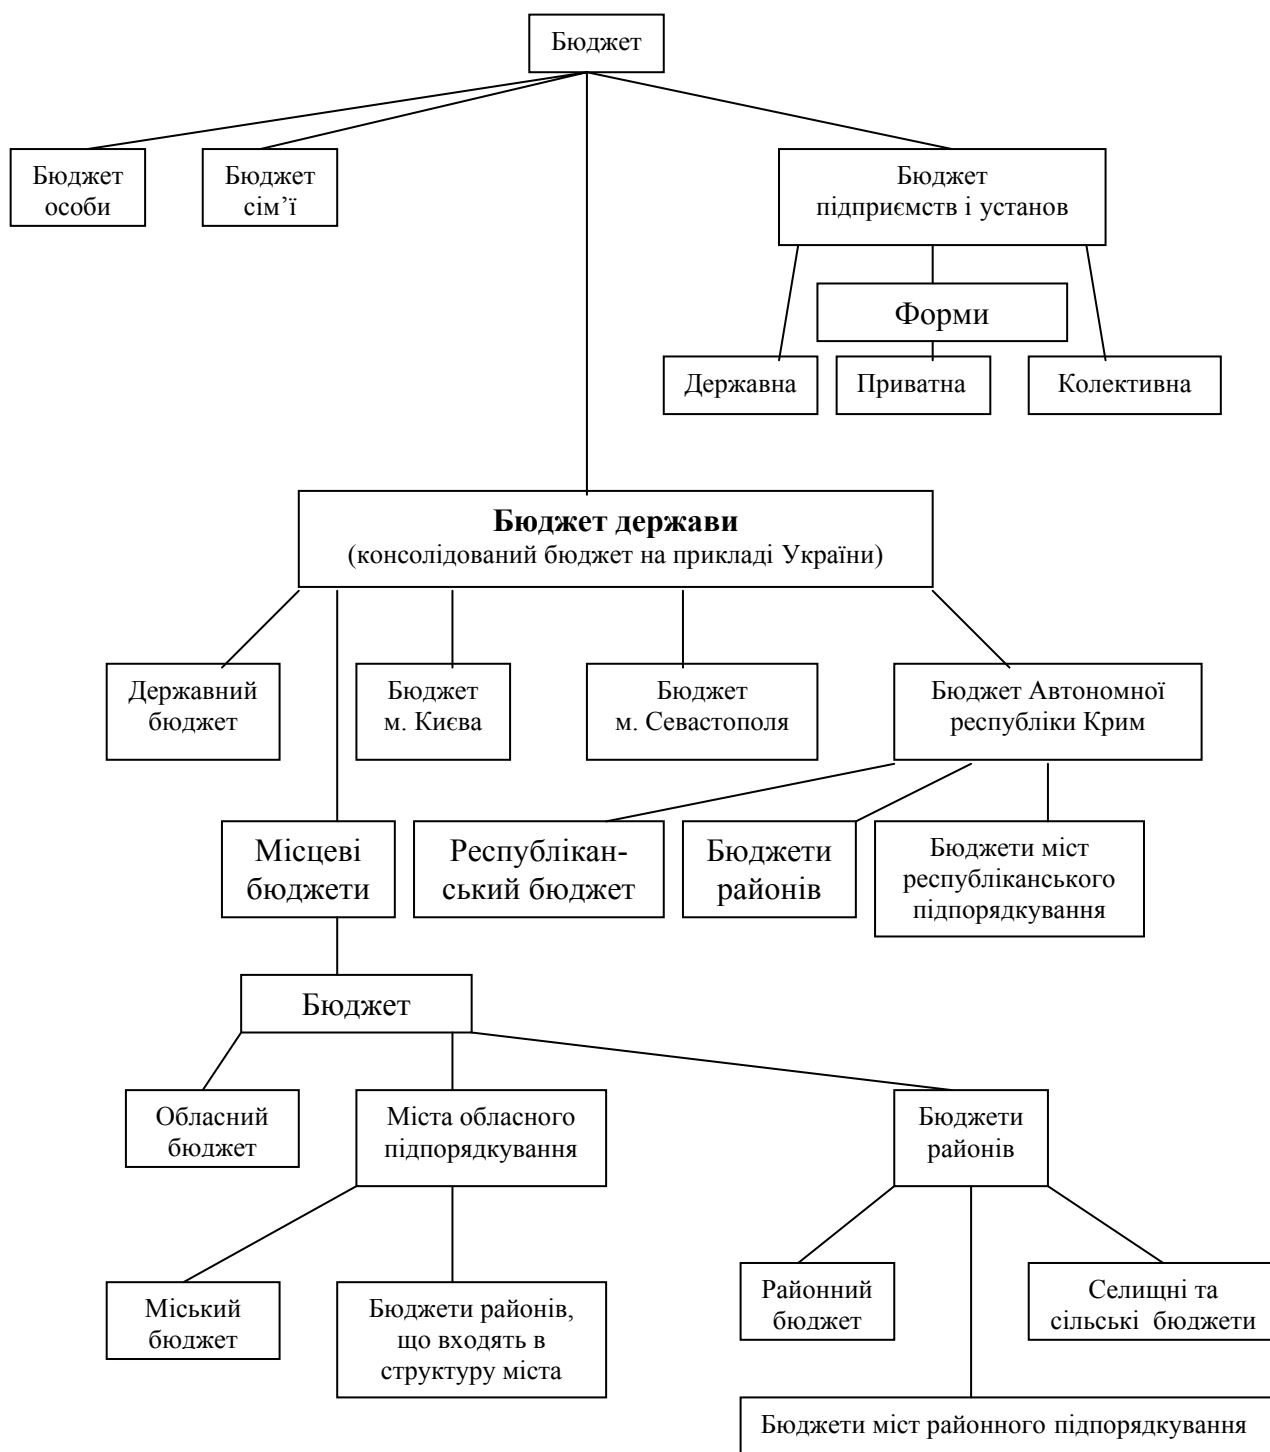 Бюджет
Бюджет
особи
Бюджет
сім’ї
Бюджет
підприємств і установ
Форми
Державна
Приватна
Колективна
Бюджет держави
(консолідований бюджет на прикладі України)
Державний
бюджет
Бюджет
м. Києва
Бюджет
м. Севастополя
Бюджет Автономної
республіки Крим
Місцеві
бюджети
Республікан-
ський бюджет
Бюджети
районів
Бюджети міст
республіканського
підпорядкування
Бюджет
Обласний
бюджет
Міста обласного
підпорядкування
Бюджети
районів
Міський
бюджет
Бюджети районів,
що входять в
структуру міста
Районний
бюджет
Селищні та
сільські бюджети
Бюджети міст районного підпорядкування